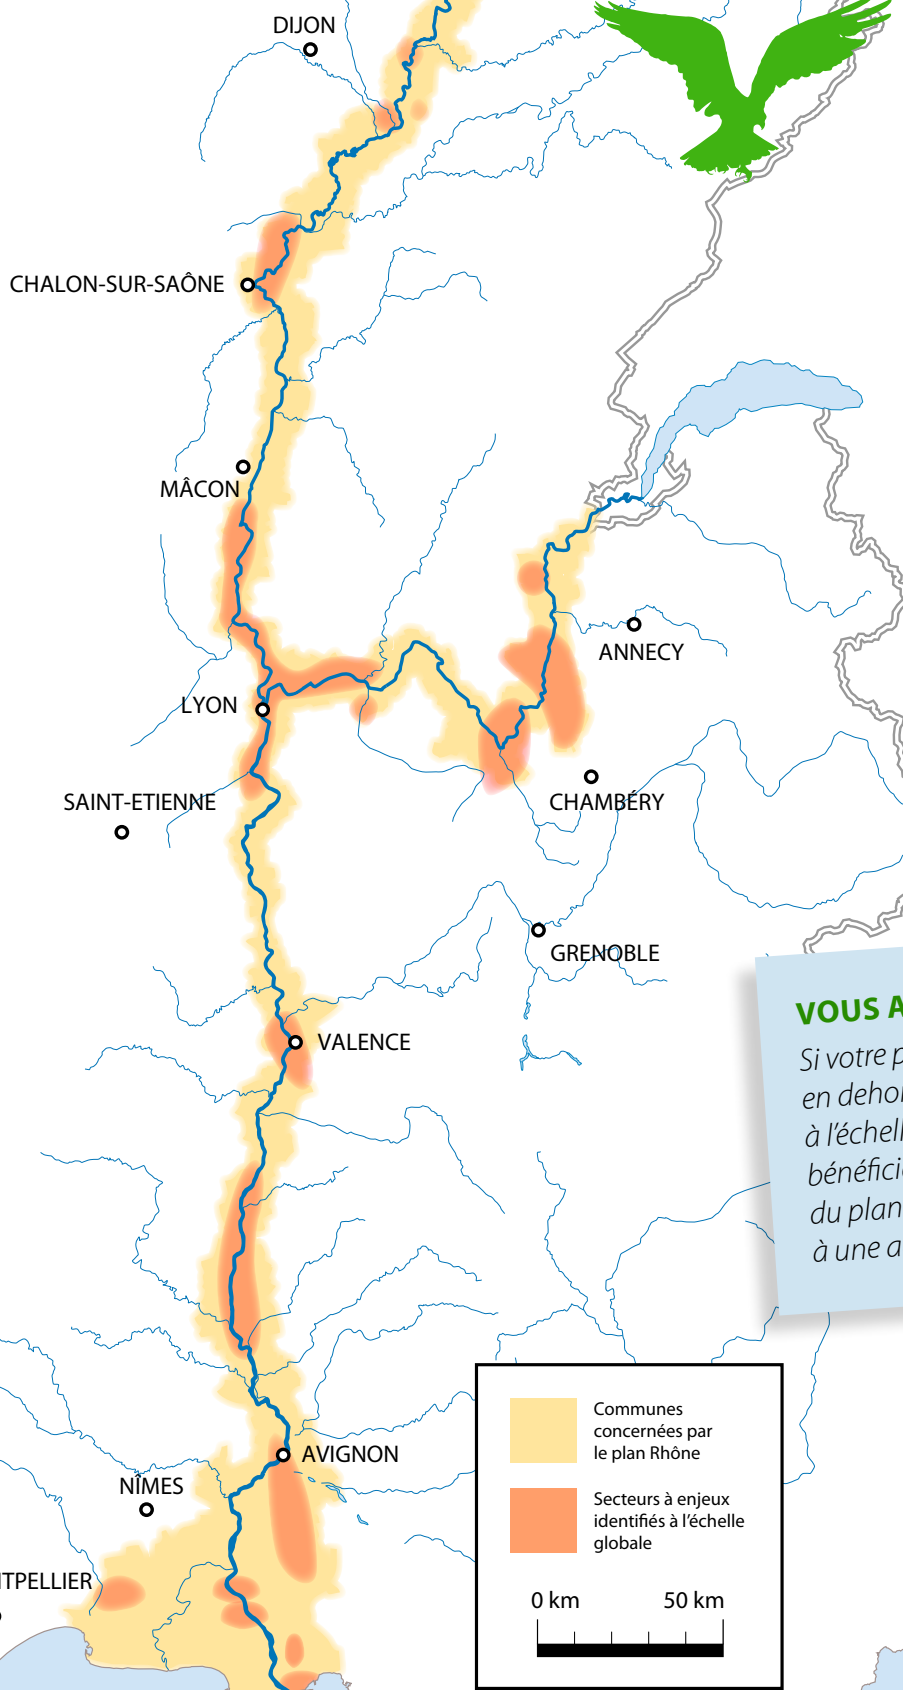 DIJON
CHALON-SUR-SAÔNE
MÂCON
ANNECY
LYON
CHAMBÉRY
SAINT-ETIENNE
GRENOBLE
VOUS A
Si votre p
en dehor
à l’échell
bénéficia
du plan
à une a
VALENCE
Communes
concernées par
le plan Rhône
AVIGNON
NÎMES
Secteurs à enjeux
identifiés à l’échelle
globale
TPELLIER
0 km 50 km